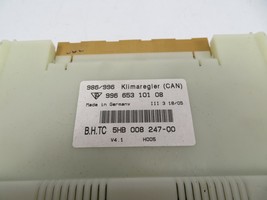 986/996 Klimaregler (CAN)
996 653 101 08
Made in Germany III 3 18/05
B.H.TC 5HB 008 247-00
V4.1 H005